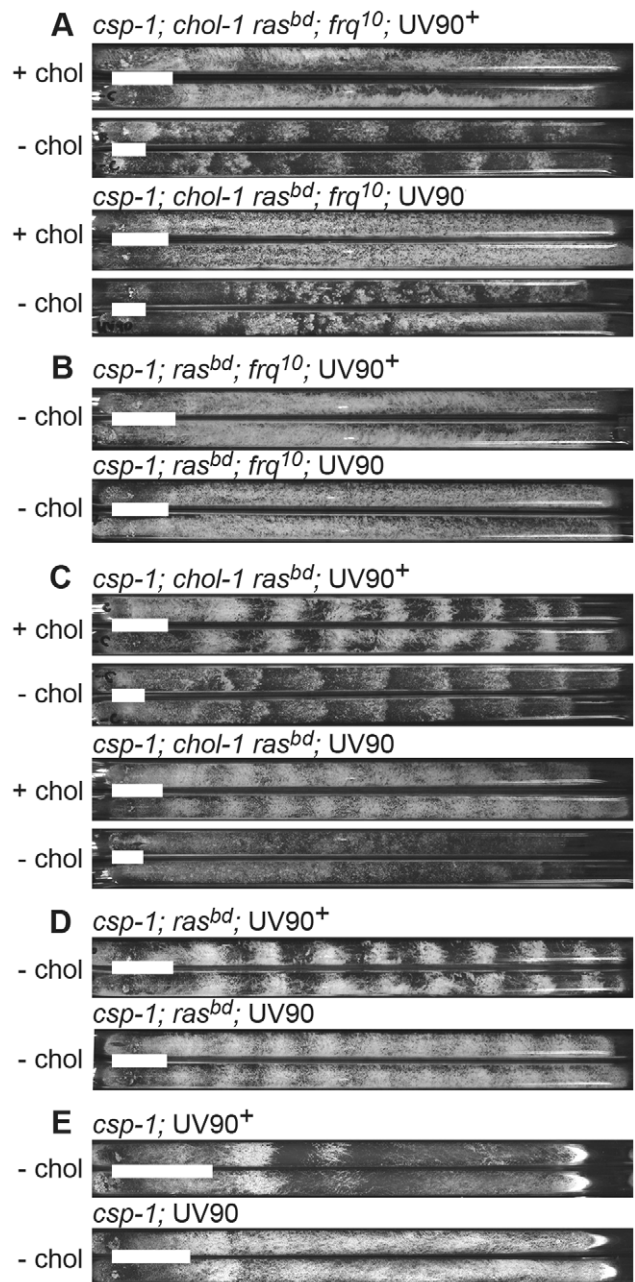 A csp-1; chol-1 ras^bd; frq^10; UV90^+
+ chol
- chol
csp-1; chol-1 ras^bd; frq^10; UV90
+ chol
- chol
B csp-1; ras^bd; frq^10; UV90^+
- chol
csp-1; ras^bd; frq^10; UV90
- chol
C csp-1; chol-1 ras^bd; UV90^+
+ chol
- chol
csp-1; chol-1 ras^bd; UV90
+ chol
- chol
D csp-1; ras^bd; UV90^+
- chol
csp-1; ras^bd; UV90
- chol
E csp-1; UV90^+
- chol
csp-1; UV90
- chol